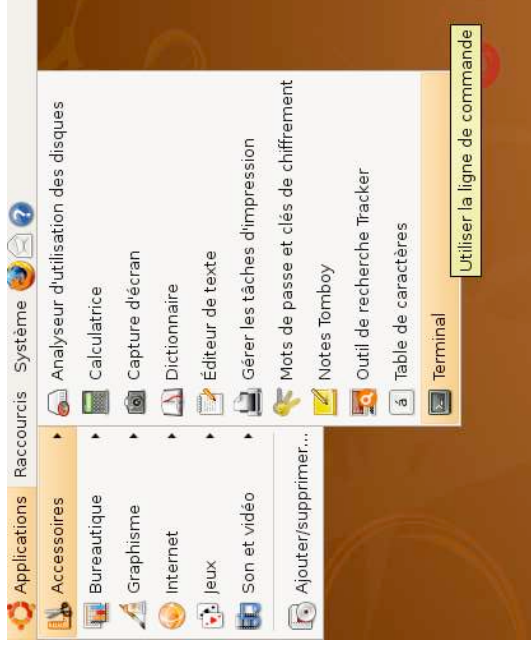 Applications Raccourcis Système
Accessoires
Bureautique
Graphisme
Internet
Jeux
Son et vidéo
Ajouter/supprimer...
Analyseur d'utilisation des disques
Calculatrice
Capture d'écran
Dictionnaire
Éditeur de texte
Gérer les tâches d'impression
Mots de passe et clés de chiffrement
Notes Tomboy
Outil de recherche Tracker
Table de caractères
Terminal
Utiliser la ligne de commande